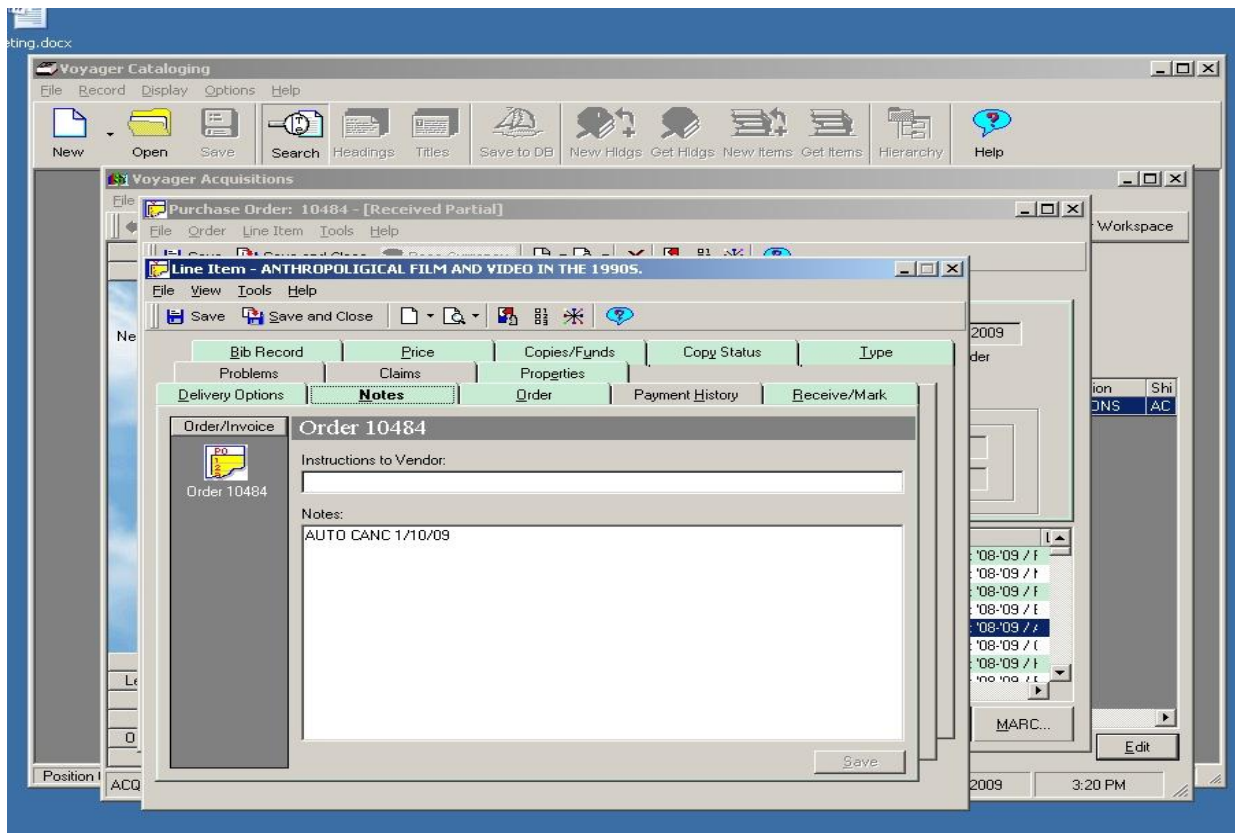 eting.docx
Voyager Cataloging
File Record Display Options Help
New Open Save Search Headings Titles Save to DB New Hldgs Get Hldgs New Items Get Items Hierarchy Help
Voyager Acquisitions
File
Purchase Order: 10484 - [Received Partial]
File Order Line Item Tools Help
Workspace
Line Item - ANTHROPOLIGICAL FILM AND VIDEO IN THE 1990S.
File View Tools Help
Save Save and Close
Ne
2009
Bib Record Price Copies/Funds Copy Status Type
der
Problems Claims Properties
Delivery Options Notes Order Payment History Receive/Mark
ion Shi
ONS AC
Order/Invoice Order 10484
PO
Instructions to Vendor:
Order 10484
Notes:
AUTO CANC 1/10/09
: '08-'09 / F
: '08-'09 / 
: '08-'09 / F
: '08-'09 / E
: '08-'09 / 
: '08-'09 / (
: '08-'09 / 
Le
MARC...
O
Edit
Save
Position
ACQ
2009 3:20 PM